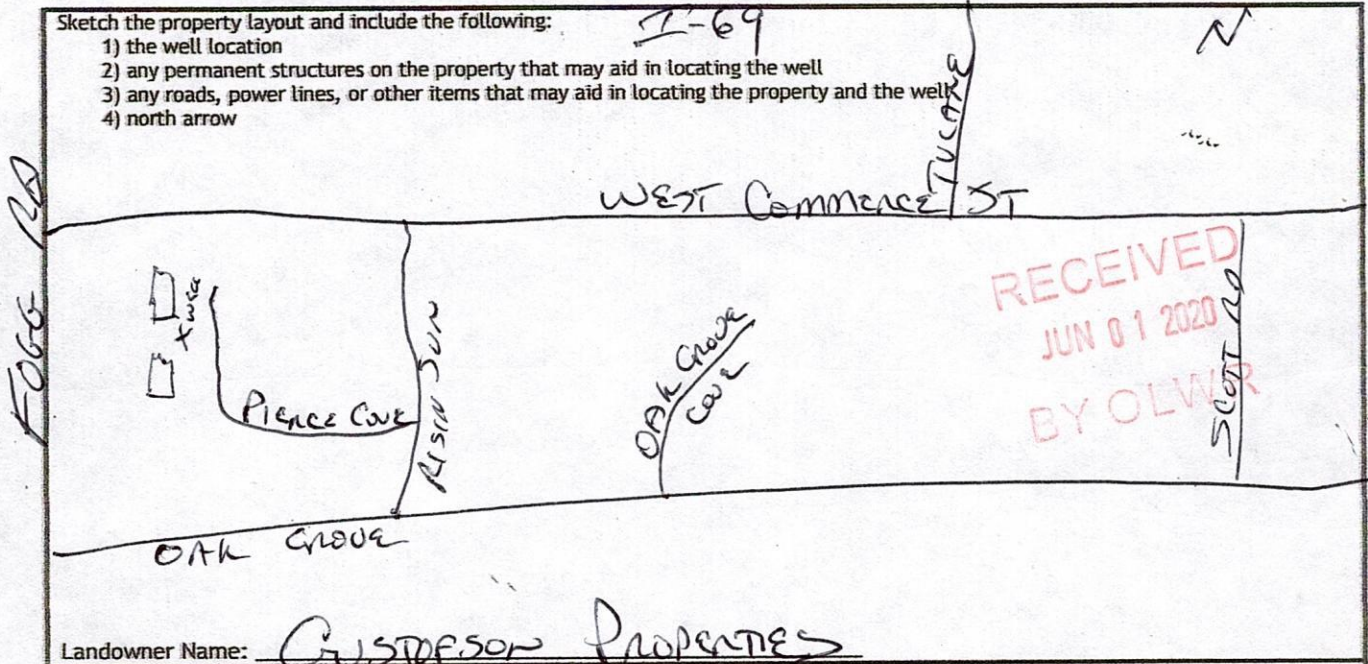 Sketch the property layout and include the following:
1) the well location
2) any permanent structures on the property that may aid in locating the well
3) any roads, power lines, or other items that may aid in locating the property and the well
4) north arrow
I-69
N
TULANE
WEST COMMERCE ST
FOGG RD
X WELL
PIERCE COVE
RISIN SUN
OAK GROVE
COVE
RECEIVED
JUN 01 2020
BY OLWR
SCOTT RD
OAK GROVE
Landowner Name: GUSTOFSON PROPERTIES